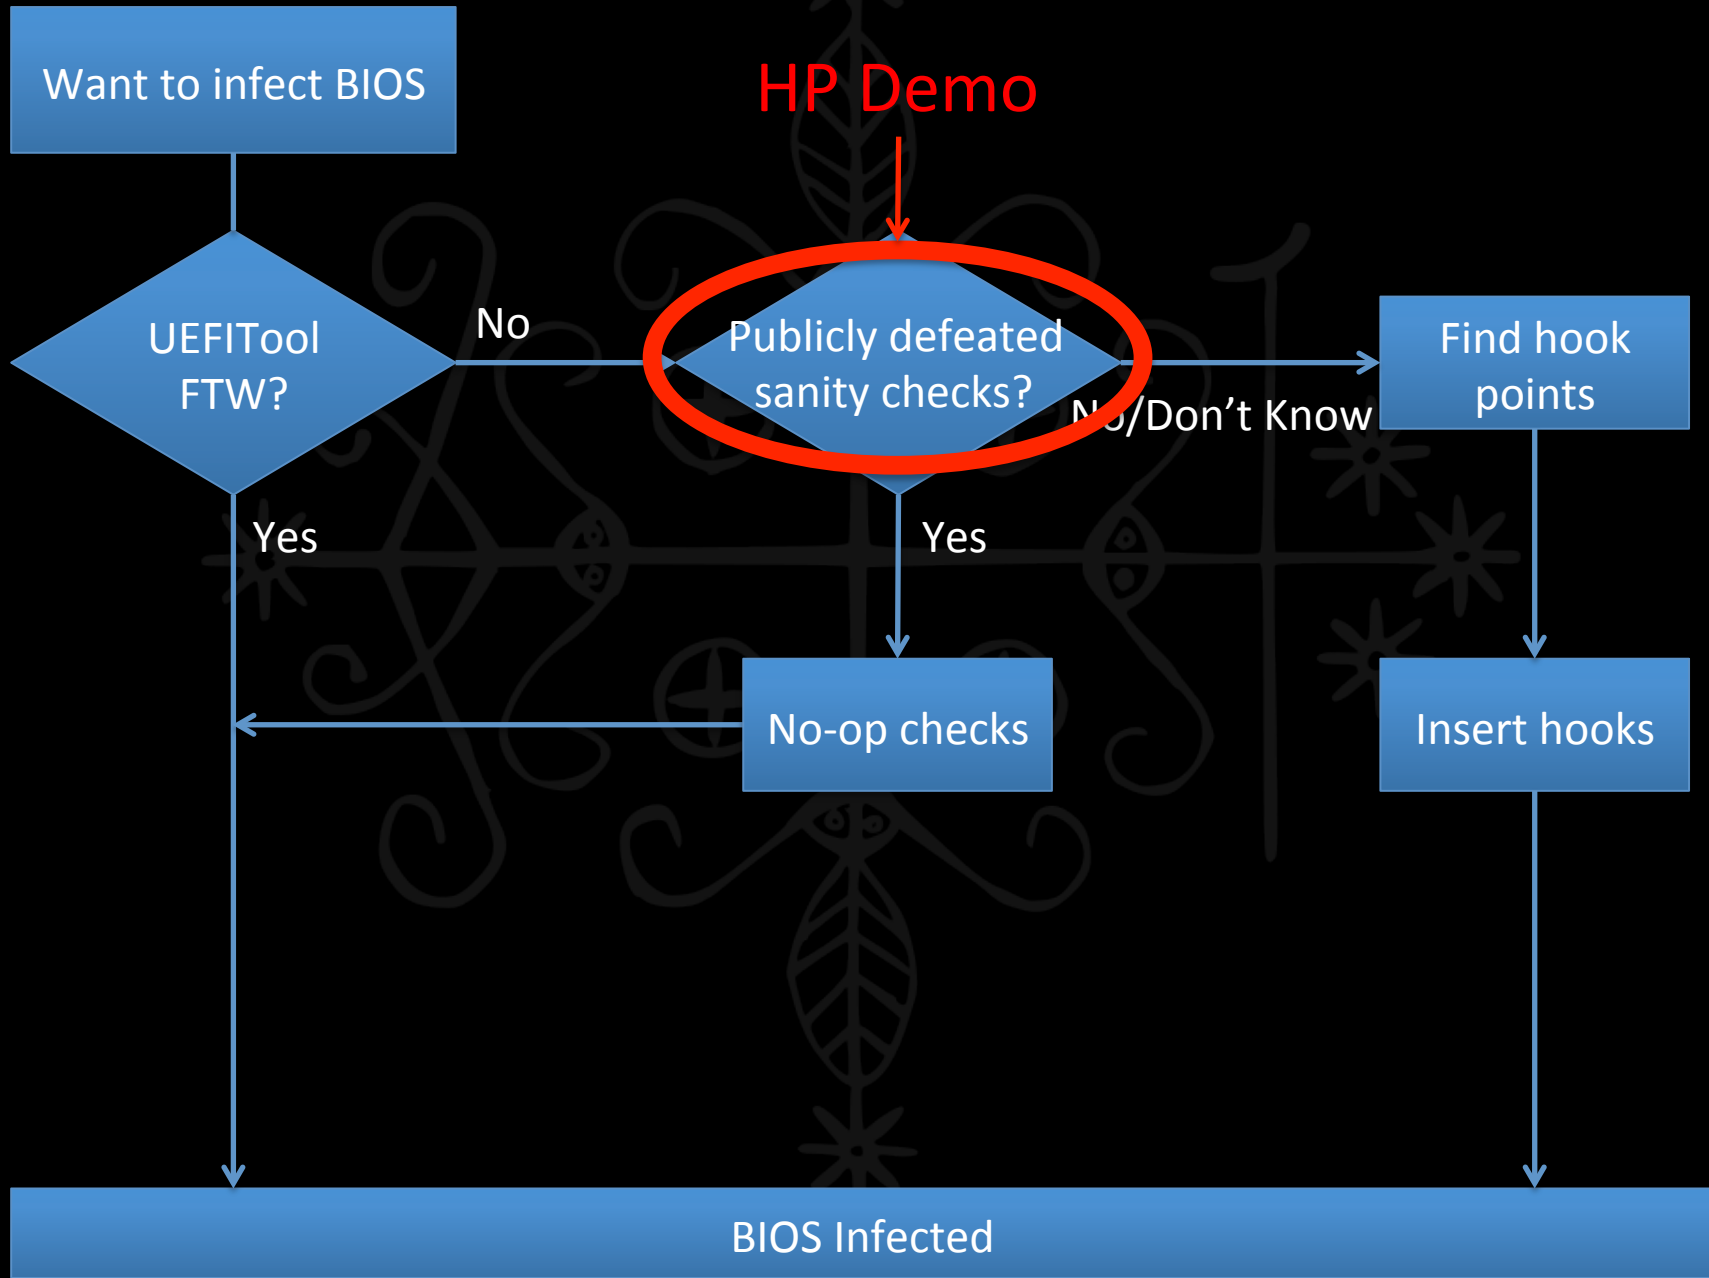 Want to infect BIOS
HP Demo
UEFITool
FTW?
No
Publicly defeated
sanity checks?
No/Don’t Know
Find hook
points
Yes
Yes
No-op checks
Insert hooks
BIOS Infected